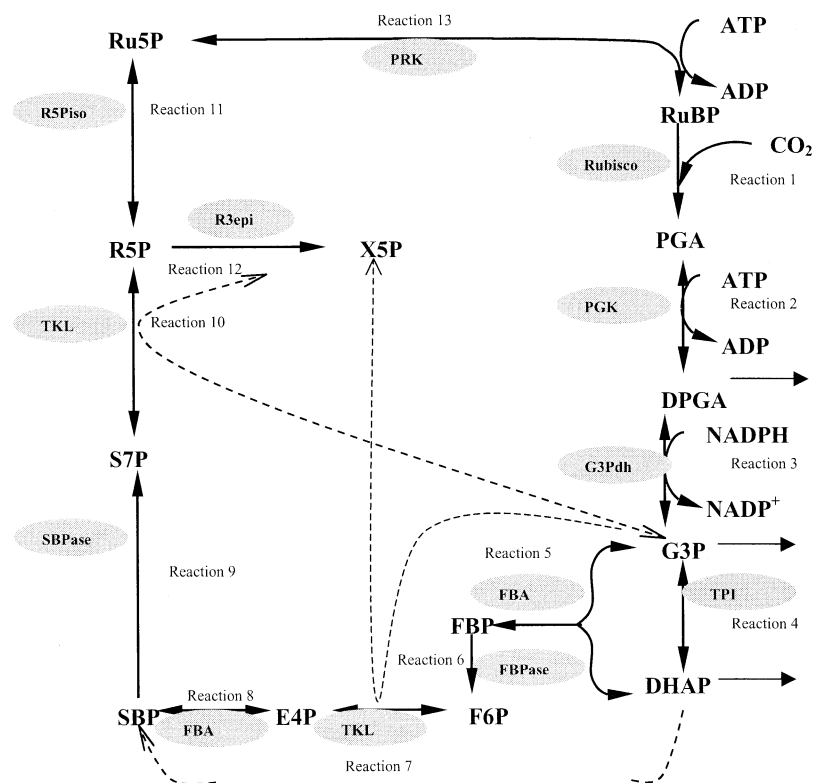 Reaction 13
ATP
Ru5P
PRK
ADP
RuBP
R5Piso
Reaction 11
CO₂
Rubisco
Reaction 1
R3epi
R5P
X5P
PGA
Reaction 12
ATP
Reaction 2
TKL
Reaction 10
PGK
ADP
DPGA
NADPH
S7P
G3Pdh
Reaction 3
NADP⁺
SBPase
Reaction 5
G3P
Reaction 9
FBA
TPI
Reaction 4
FBP
Reaction 6
FBPase
DHAP
Reaction 8
SBP
E4P
F6P
FBA
TKL
Reaction 7